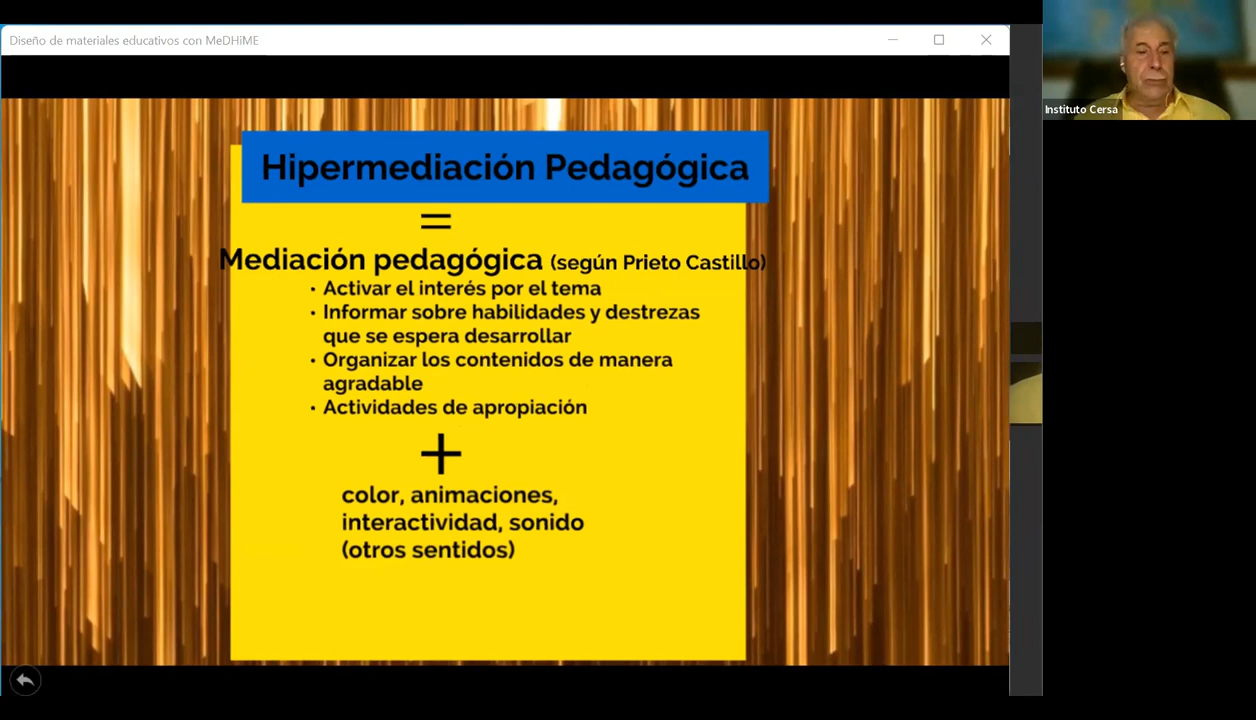 Diseño de materiales educativos con MeDHiME
Instituto Cersa
Hipermediación Pedagógica
=
Mediación pedagógica (según Prieto Castillo)
• Activar el interés por el tema
• Informar sobre habilidades y destrezas
que se espera desarrollar
• Organizar los contenidos de manera
agradable
• Actividades de apropiación
+
color, animaciones,
interactividad, sonido
(otros sentidos)